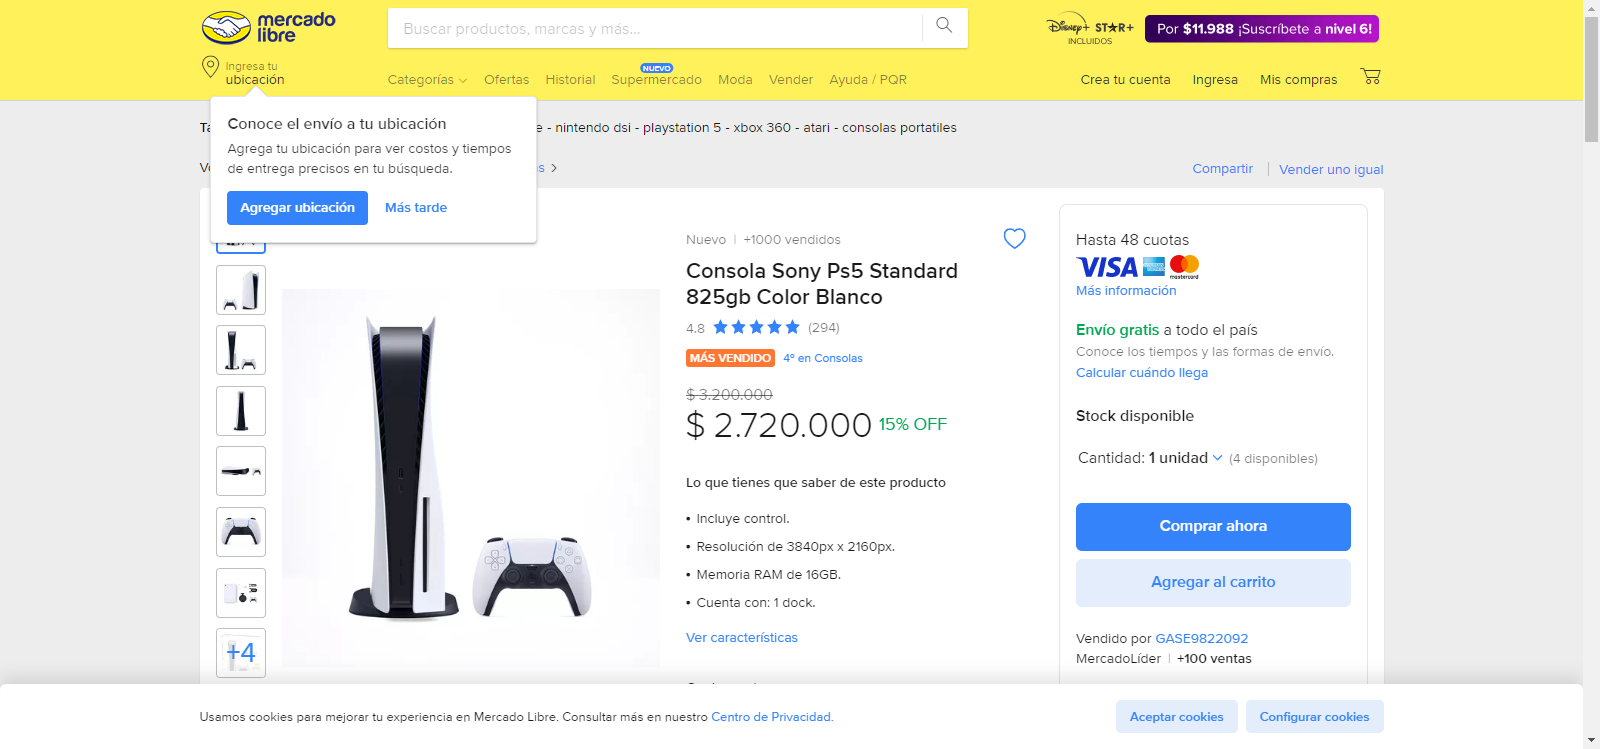 mercado
libre
Buscar productos, marcas y más...
Disney+ STAR+
INCLUIDOS
Por $11.988 ¡Suscríbete a nivel 6!
Ingresa tu
ubicación
NUEVO
Categorías Ofertas Historial Supermercado Moda Vender Ayuda / PQR
Crea tu cuenta Ingresa Mis compras
Conoce el envío a tu ubicación
Agrega tu ubicación para ver costos y tiempos
de entrega precisos en tu búsqueda.
Agregar ubicación Más tarde
- nintendo dsi - playstation 5 - xbox 360 - atari - consolas portatiles
Compartir Vender uno igual
Nuevo | +1000 vendidos
Consola Sony Ps5 Standard
825gb Color Blanco
4.8 (294)
MÁS VENDIDO 4º en Consolas
$ 3.200.000
$ 2.720.000 15% OFF
Lo que tienes que saber de este producto
• Incluye control.
• Resolución de 3840px x 2160px.
• Memoria RAM de 16GB.
• Cuenta con: 1 dock.
Ver características
+4
Hasta 48 cuotas
VISA mastercard
Más información
Envío gratis a todo el país
Conoce los tiempos y las formas de envío.
Calcular cuándo llega
Stock disponible
Cantidad: 1 unidad (4 disponibles)
Comprar ahora
Agregar al carrito
Vendido por GASE9822092
MercadoLíder | +100 ventas
Usamos cookies para mejorar tu experiencia en Mercado Libre. Consultar más en nuestro Centro de Privacidad.
Aceptar cookies Configurar cookies